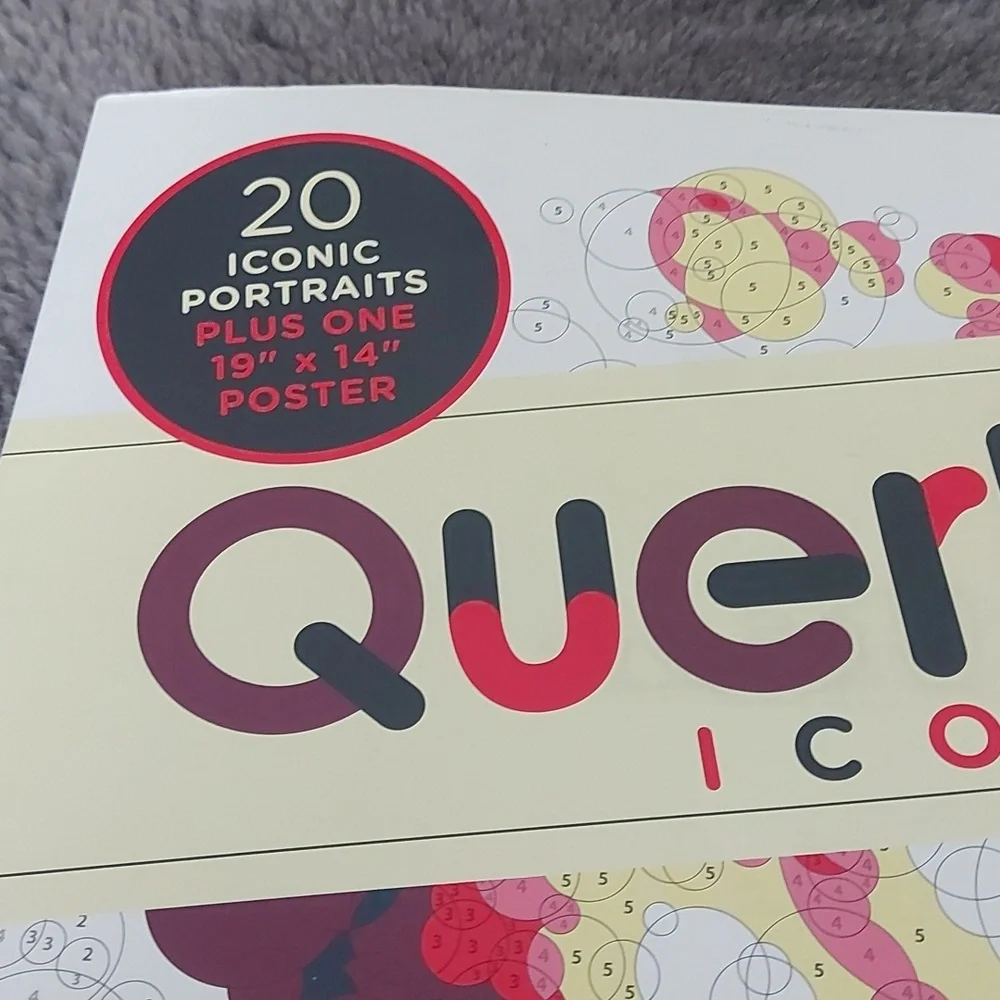 20
ICONIC
PORTRAITS
PLUS ONE
19" x 14"
POSTER
Quer
ICO